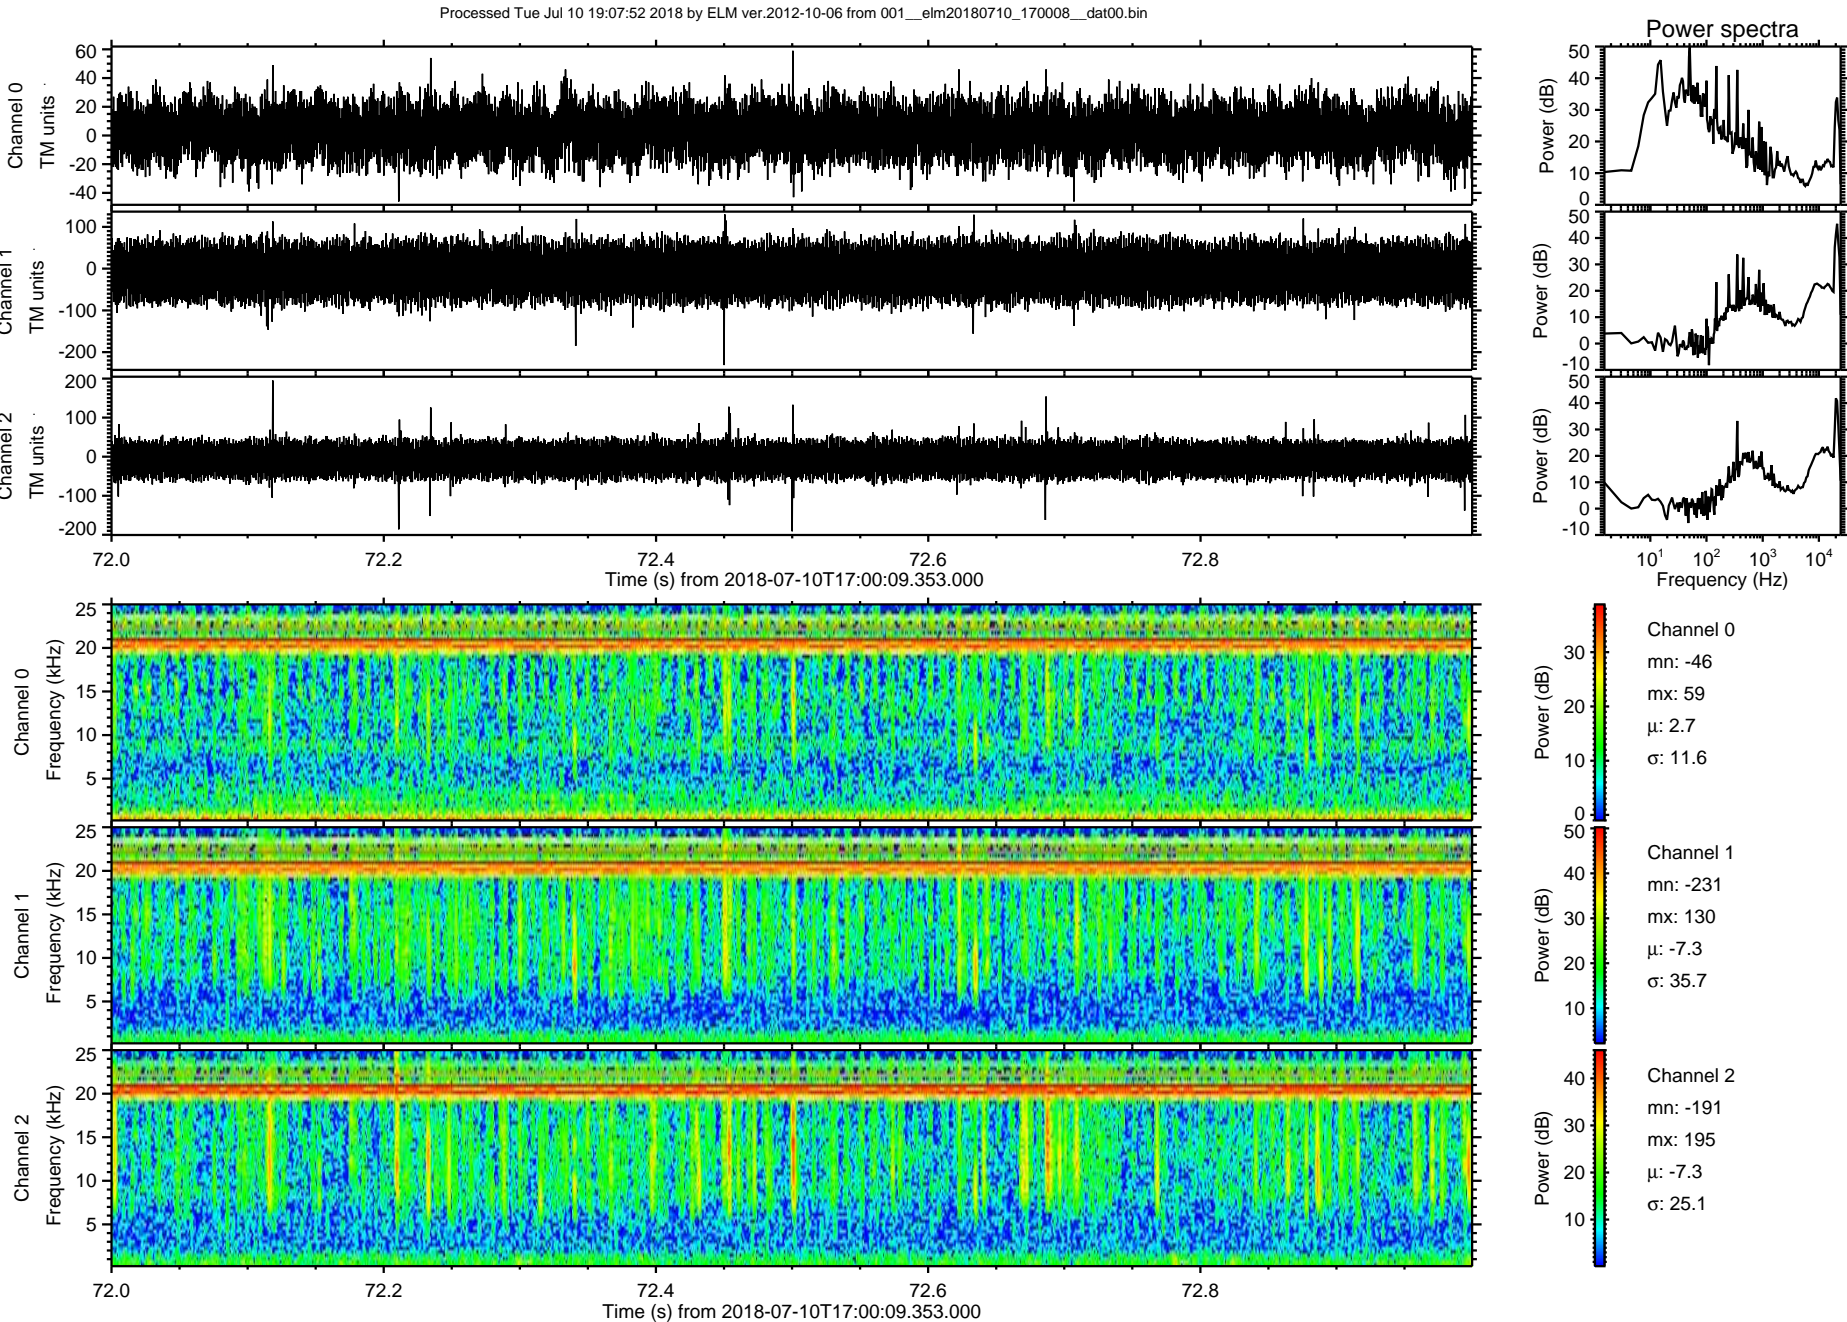 Processed Tue Jul 10 19:07:52 2018 by ELM ver.2012-10-06 from 001__elm20180710_170008__dat00.bin
Power spectra
Channel 0
TM units
60
40
20
0
-20
-40
Power (dB)
50
40
30
20
10
0
Channel 1
TM units
100
0
-100
-200
Power (dB)
50
40
30
20
10
0
-10
Channel 2
TM units
200
100
0
-100
-200
Power (dB)
50
40
30
20
10
0
-10
72.0 72.2 72.4 72.6 72.8
Time (s) from 2018-07-10T17:00:09.353.000
10¹ 10² 10³ 10⁴
Frequency (Hz)
Channel 0
Frequency (kHz)
25
20
15
10
5
Power (dB)
30
20
10
0
Channel 0
mn: -46
mx: 59
μ: 2.7
σ: 11.6
Channel 1
Frequency (kHz)
25
20
15
10
5
Power (dB)
50
40
30
20
10
Channel 1
mn: -231
mx: 130
μ: -7.3
σ: 35.7
Channel 2
Frequency (kHz)
25
20
15
10
5
Power (dB)
40
30
20
10
Channel 2
mn: -191
mx: 195
μ: -7.3
σ: 25.1
72.0 72.2 72.4 72.6 72.8
Time (s) from 2018-07-10T17:00:09.353.000